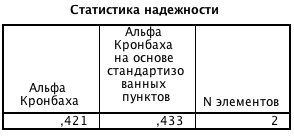 Статистика надежности
Альфа
Кронбаха
Альфа
Кронбаха
на основе
стандартизо
ванных
пунктов
N элементов
,421
,433
2